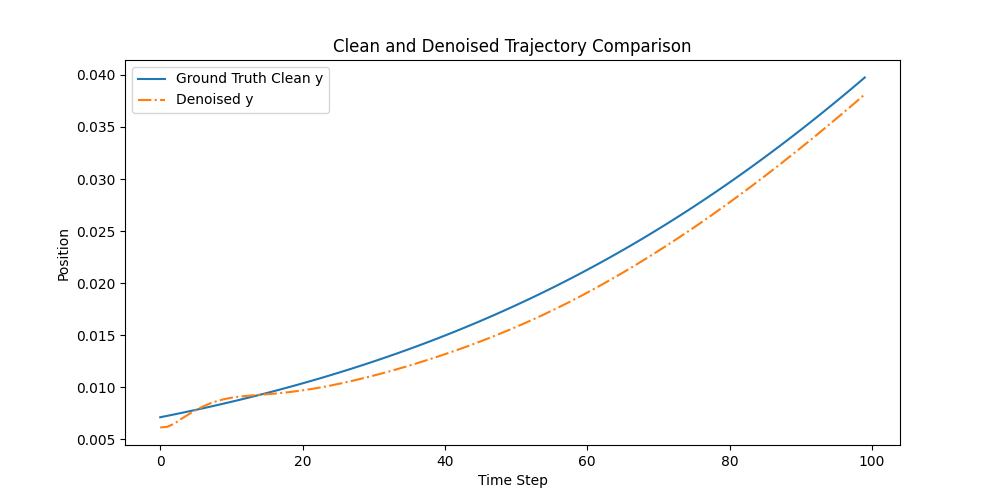 Clean and Denoised Trajectory Comparison
Ground Truth Clean y
Denoised y
0.040
0.035
0.030
0.025
0.020
0.015
0.010
0.005
Position
0 20 40 60 80 100
Time Step